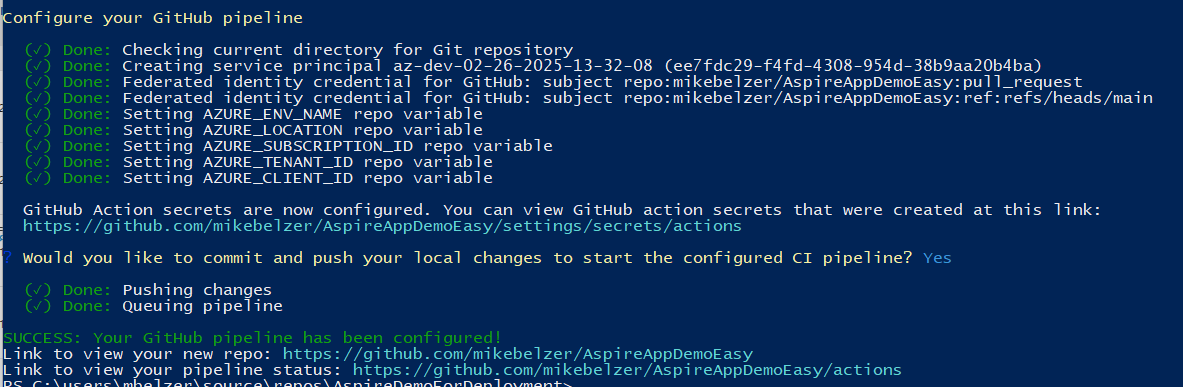 Configure your GitHub pipeline
(✓) Done: Checking current directory for Git repository
(✓) Done: Creating service principal az-dev-02-26-2025-13-32-08 (ee7fdc29-f4fd-4308-954d-38b9aa20b4ba)
(✓) Done: Federated identity credential for GitHub: subject repo:mikebelzer/AspireAppDemoEasy:pull_request
(✓) Done: Federated identity credential for GitHub: subject repo:mikebelzer/AspireAppDemoEasy:ref:refs/heads/main
(✓) Done: Setting AZURE_ENV_NAME repo variable
(✓) Done: Setting AZURE_LOCATION repo variable
(✓) Done: Setting AZURE_SUBSCRIPTION_ID repo variable
(✓) Done: Setting AZURE_TENANT_ID repo variable
(✓) Done: Setting AZURE_CLIENT_ID repo variable
GitHub Action secrets are now configured. You can view GitHub action secrets that were created at this link:
https://github.com/mikebelzer/AspireAppDemoEasy/settings/secrets/actions
? Would you like to commit and push your local changes to start the configured CI pipeline? Yes
(✓) Done: Pushing changes
(✓) Done: Queuing pipeline
SUCCESS: Your GitHub pipeline has been configured!
Link to view your new repo: https://github.com/mikebelzer/AspireAppDemoEasy
Link to view your pipeline status: https://github.com/mikebelzer/AspireAppDemoEasy/actions
PS C:\users\mbelzer\source\repos\AspireDemoForDeployment>